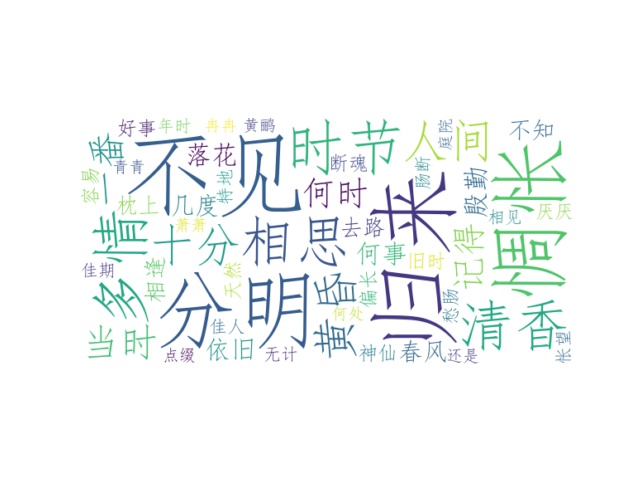 好事
年时
冉冉
黄鹂
庭院
不知
一番
青青
落花
不见
断魂
时节
人间
容易
枕上
几度
特地
何时
肠断
殷勤
惆怅
萧萧
归来
相见
厌厌
多情
十分
相思
去路
记得
佳期
相逢
天然
何事
旧时
偏长
当时
分明
佳人
黄昏
何处
愁肠
清香
点缀
依旧
无计
神仙
春风
还是
怅望